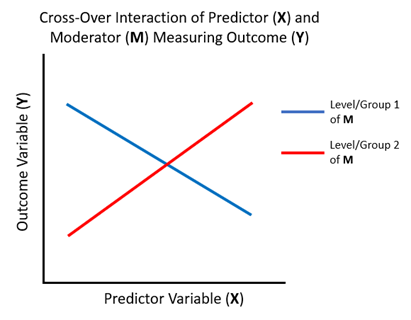 Cross-Over Interaction of Predictor (X) and
Moderator (M) Measuring Outcome (Y)
Outcome Variable (Y)
Level/Group 1
of M
Level/Group 2
of M
Predictor Variable (X)